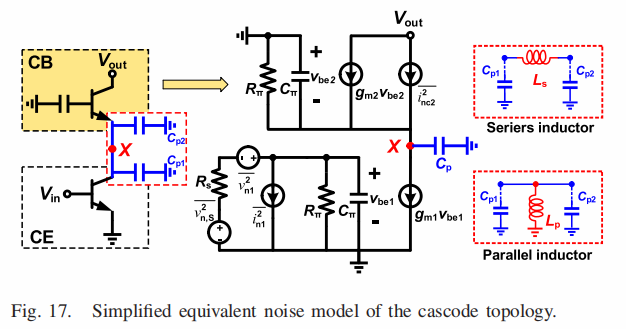 CB
Vout
X
Cp2
Cp1
Vin
CE
Vout
+
Rπ
Cπ
vbe2
-
gm2vbe2
i²nc2
X
Cp
Rs
- +
v²n1
v²n,S
+
-
i²n1
Rπ
Cπ
+
vbe1
-
gm1vbe1
Cp1
Ls
Cp2
Seriers inductor
Cp1
Lp
Cp2
Parallel inductor
Fig. 17. Simplified equivalent noise model of the cascode topology.